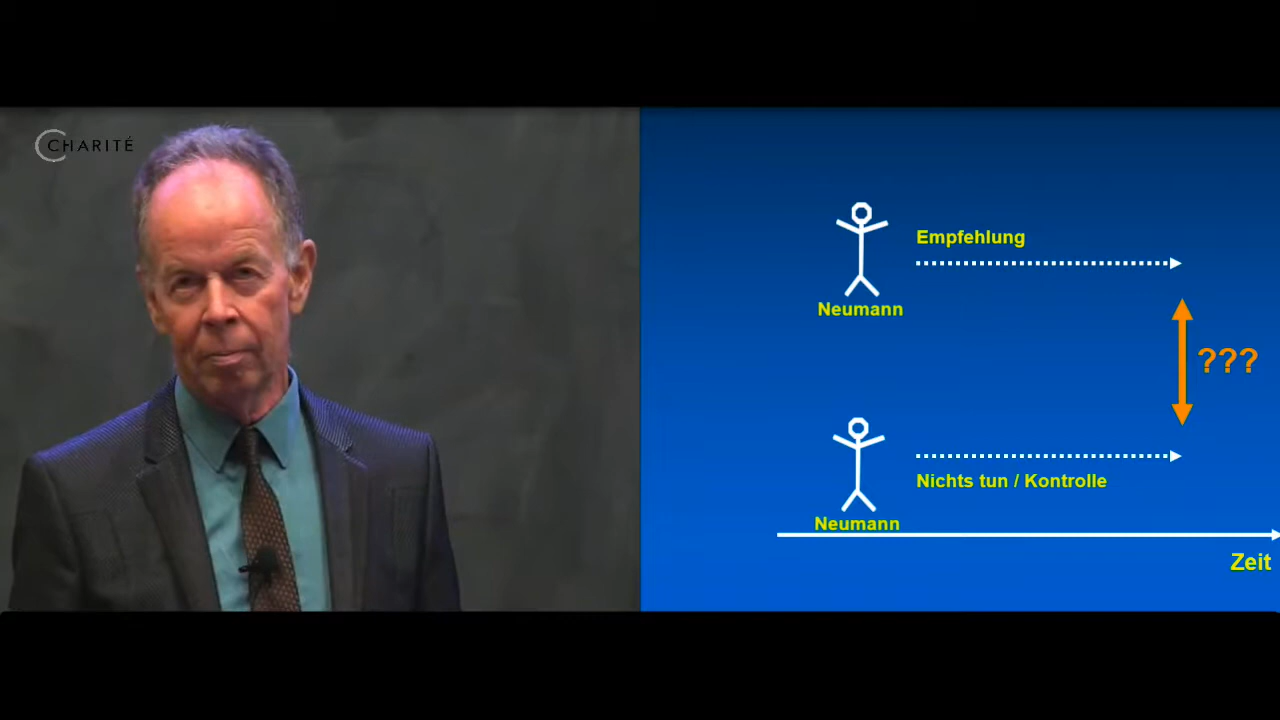 CHARITÉ
Empfehlung
Neumann
???
Nichts tun / Kontrolle
Neumann
Zeit